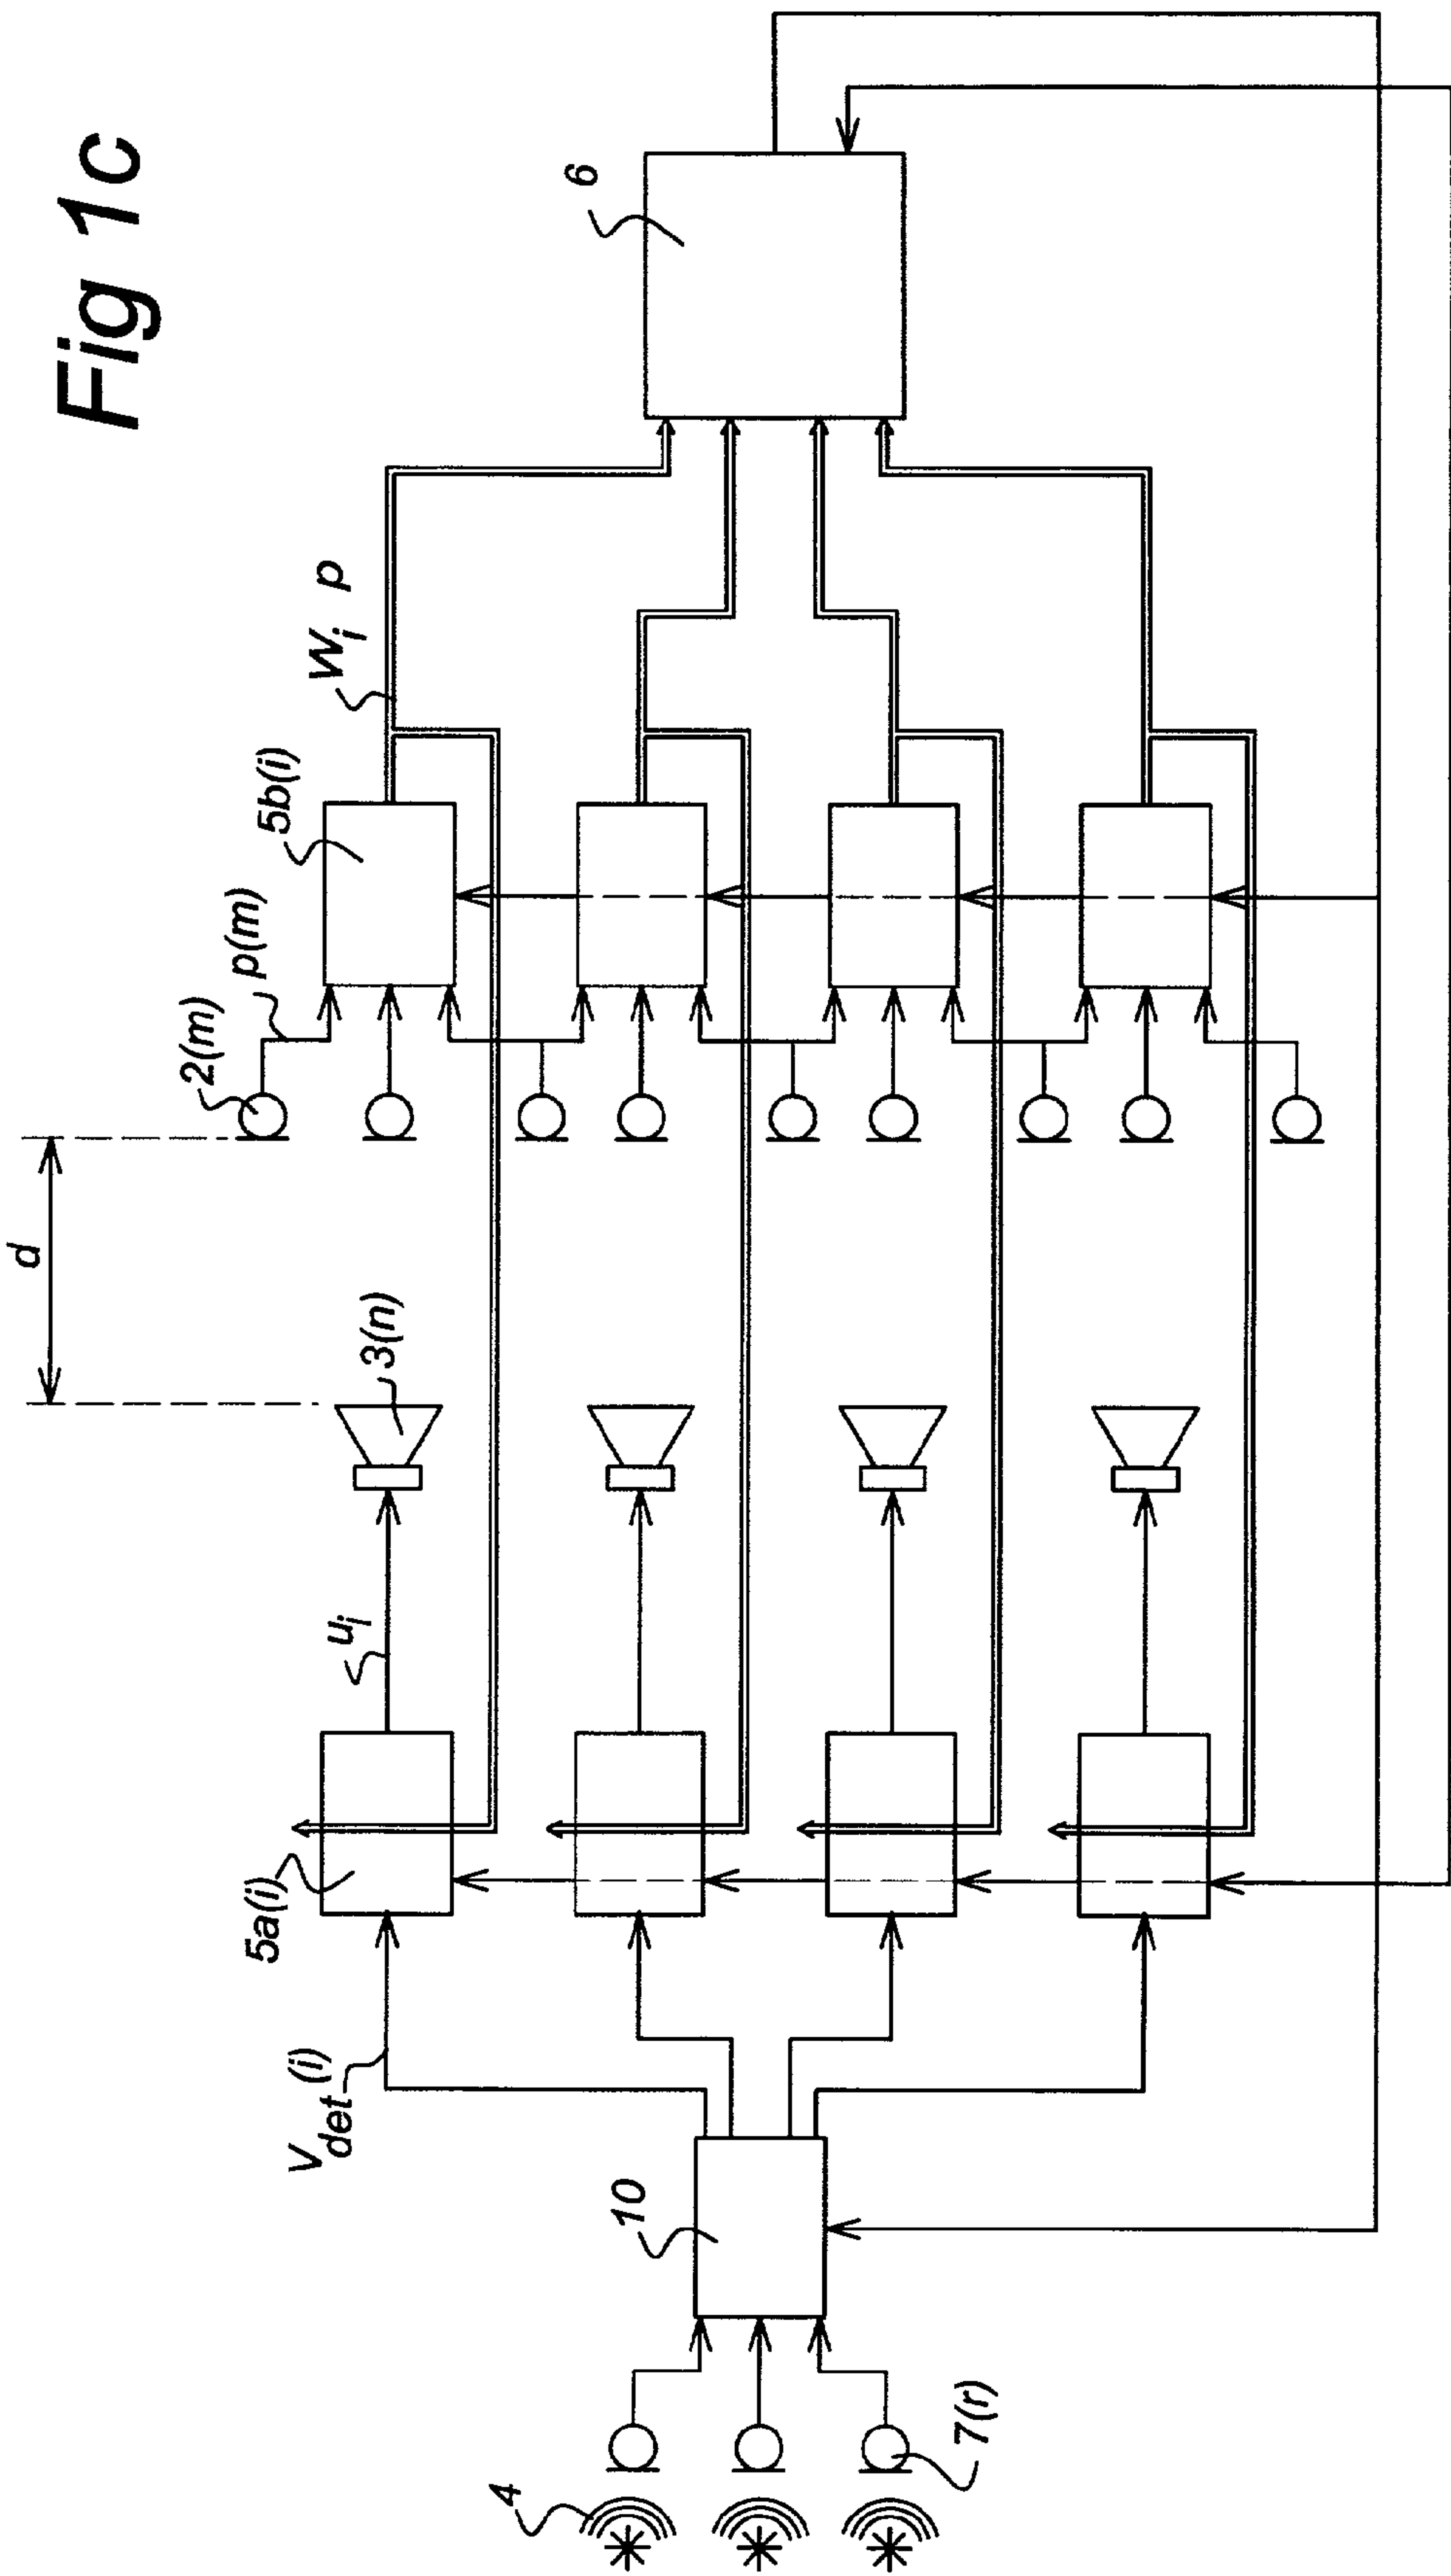 Fig 1c
d
2(m)
p(m)
5b(i)
W_i p
6
3(n)
u_i
5a(i)
V_det (i)
10
4
7(r)